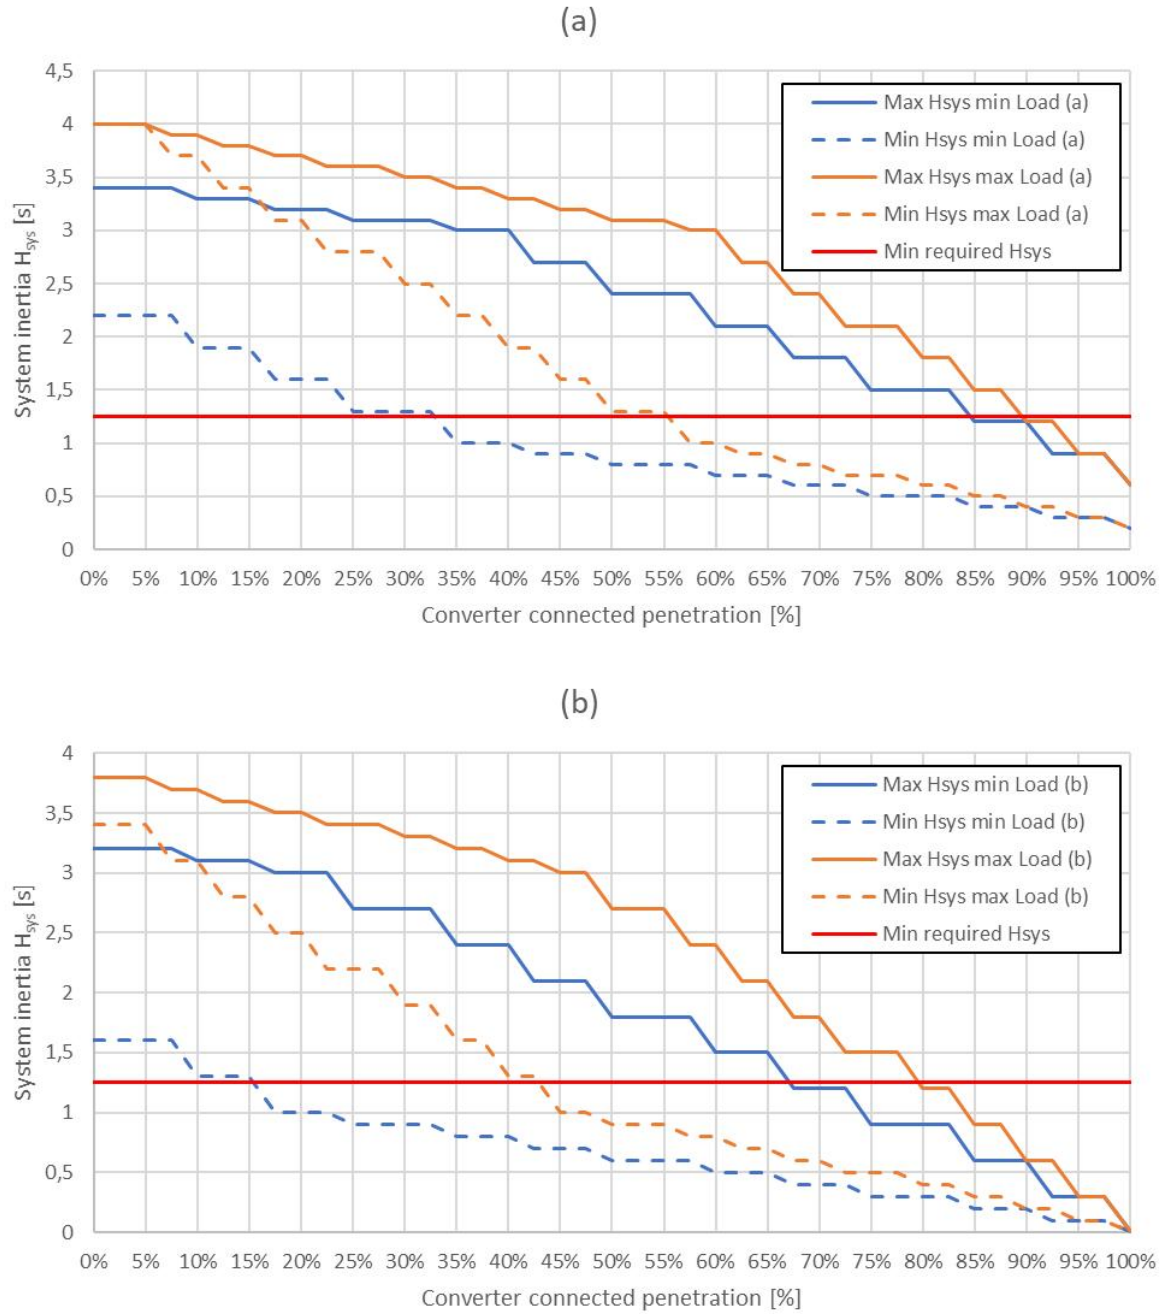 (a)
4,5
4
3,5
3
2,5
2
1,5
1
0,5
0
System inertia Hsys [s]
Max Hsys min Load (a)
Min Hsys min Load (a)
Max Hsys max Load (a)
Min Hsys max Load (a)
Min required Hsys
0% 5% 10% 15% 20% 25% 30% 35% 40% 45% 50% 55% 60% 65% 70% 75% 80% 85% 90% 95% 100%
Converter connected penetration [%]
(b)
4
3,5
3
2,5
2
1,5
1
0,5
0
System inertia Hsys [s]
Max Hsys min Load (b)
Min Hsys min Load (b)
Max Hsys max Load (b)
Min Hsys max Load (b)
Min required Hsys
0% 5% 10% 15% 20% 25% 30% 35% 40% 45% 50% 55% 60% 65% 70% 75% 80% 85% 90% 95% 100%
Converter connected penetration [%]